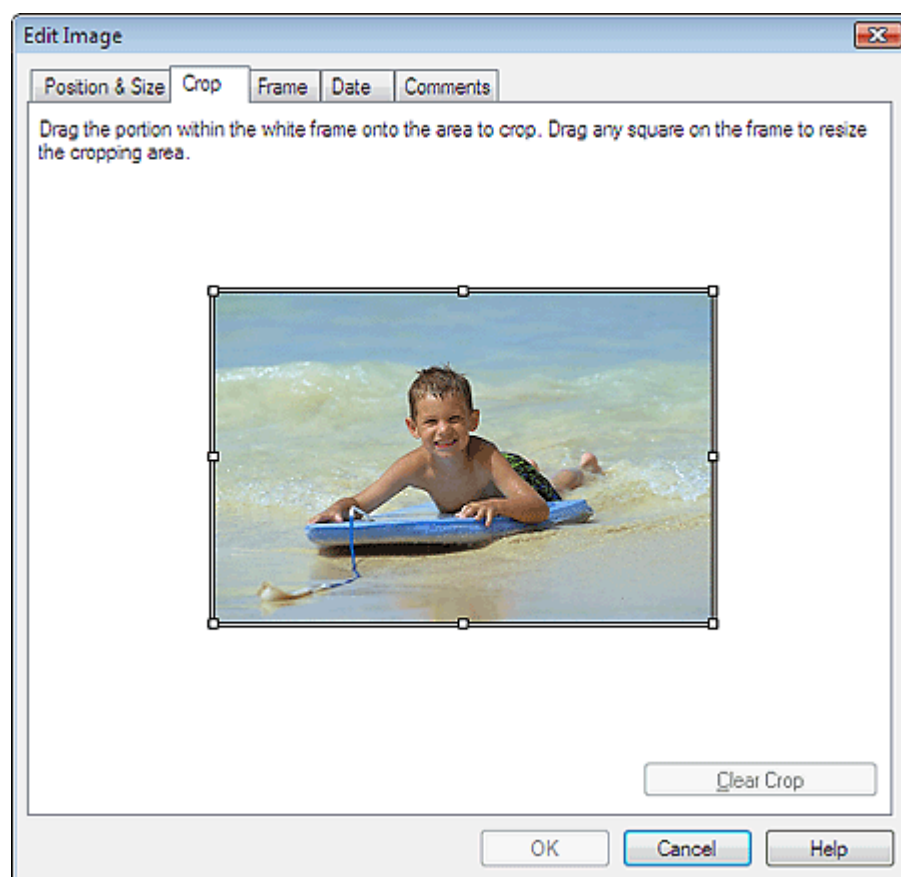 Edit Image
Position & Size Crop Frame Date Comments
Drag the portion within the white frame onto the area to crop. Drag any square on the frame to resize
the cropping area.
Clear Crop
OK Cancel Help